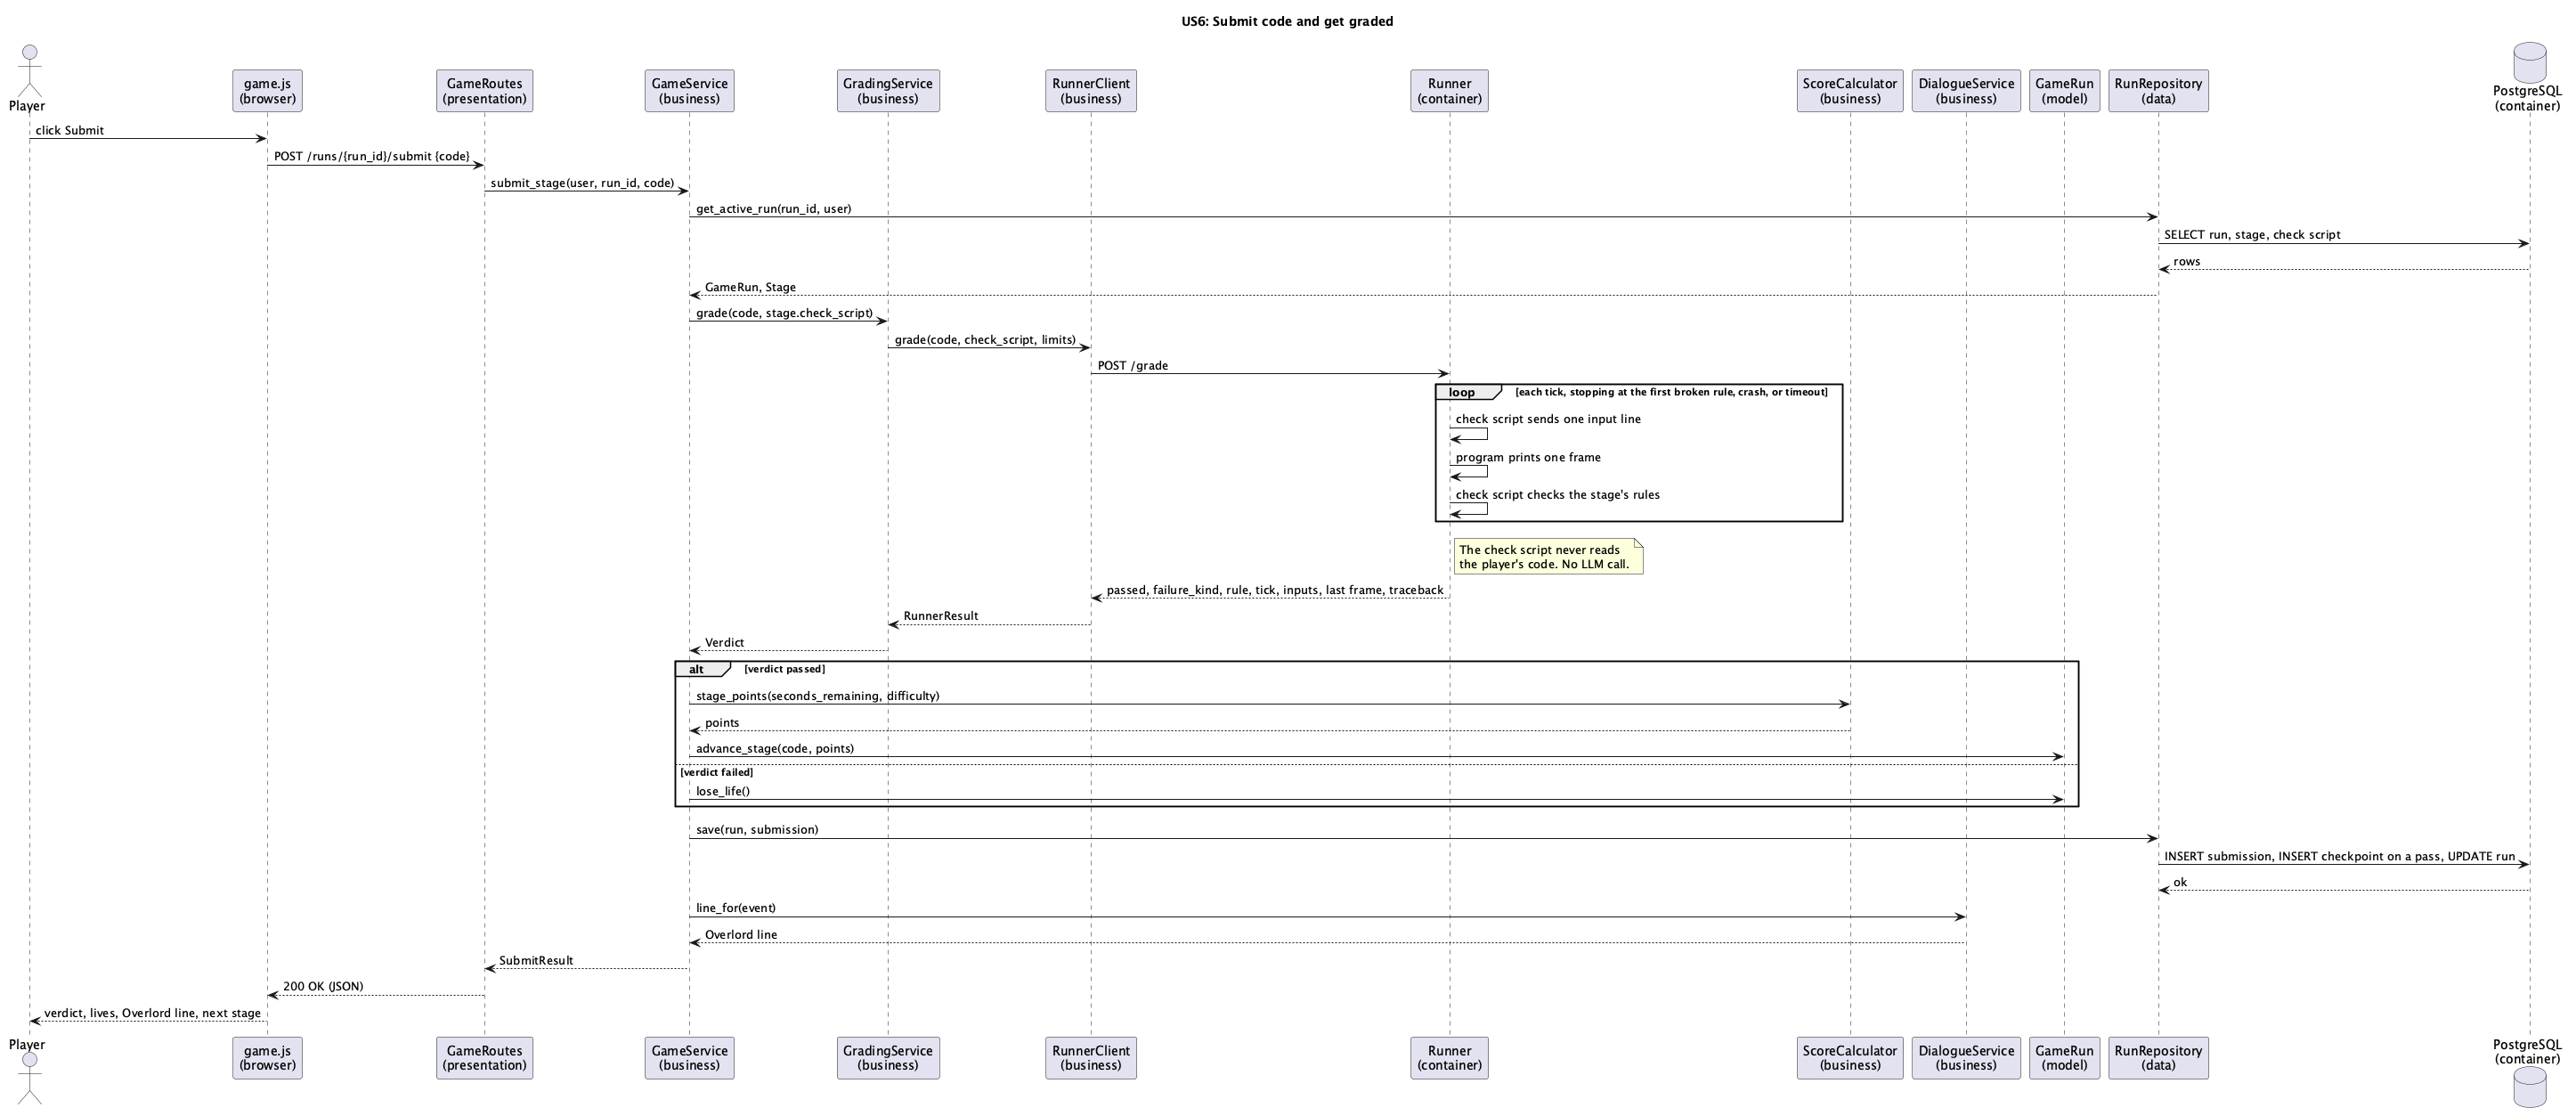 US6: Submit code and get graded
Player
game.js
(browser)
GameRoutes
(presentation)
GameService
(business)
GradingService
(business)
RunnerClient
(business)
Runner
(container)
ScoreCalculator
(business)
DialogueService
(business)
GameRun
(model)
RunRepository
(data)
PostgreSQL
(container)
click Submit
POST /runs/{run_id}/submit {code}
submit_stage(user, run_id, code)
get_active_run(run_id, user)
SELECT run, stage, check script
rows
GameRun, Stage
grade(code, stage.check_script)
grade(code, check_script, limits)
POST /grade
loop [each tick, stopping at the first broken rule, crash, or timeout]
check script sends one input line
program prints one frame
check script checks the stage's rules
The check script never reads
the player's code. No LLM call.
passed, failure_kind, rule, tick, inputs, last frame, traceback
RunnerResult
Verdict
alt [verdict passed]
stage_points(seconds_remaining, difficulty)
points
advance_stage(code, points)
[verdict failed]
lose_life()
save(run, submission)
INSERT submission, INSERT checkpoint on a pass, UPDATE run
ok
line_for(event)
Overlord line
SubmitResult
200 OK (JSON)
verdict, lives, Overlord line, next stage
Player
game.js
(browser)
GameRoutes
(presentation)
GameService
(business)
GradingService
(business)
RunnerClient
(business)
Runner
(container)
ScoreCalculator
(business)
DialogueService
(business)
GameRun
(model)
RunRepository
(data)
PostgreSQL
(container)